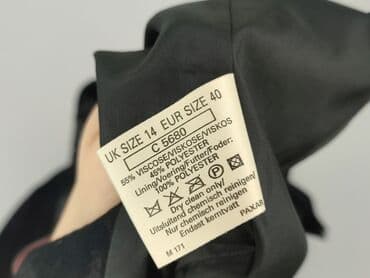 UK SIZE 14 EUR SIZE 40
C 5680
55% VISCOSE/VISKOSE/VISKOS
45% POLYESTER
Lining/Voering/Futter/Foder:
100% POLYESTER
Dry clean only/
Uitsluitend chemisch reinigen/
Nur chemisch reinigen/
Endast kemtvätt
M 171
PAXAR